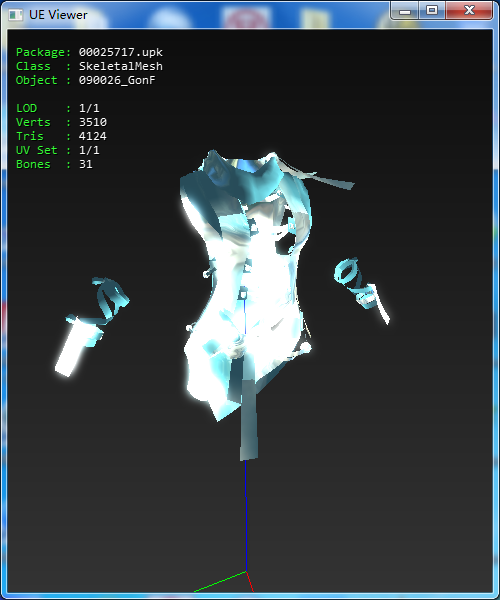 UE Viewer
Package: 00025717.upk
Class : SkeletalMesh
Object : 090026_GonF
LOD : 1/1
Verts : 3510
Tris : 4124
UV Set : 1/1
Bones : 31